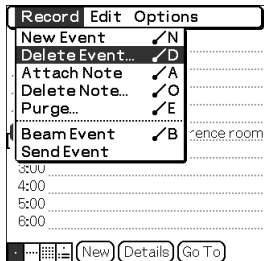 Record Edit Options
New Event /N
Delete Event... /D
Attach Note /A
Delete Note... /O
Purge... /E
Beam Event /B
rence room
Send Event
3:00
4:00
5:00
6:00
New Details Go To